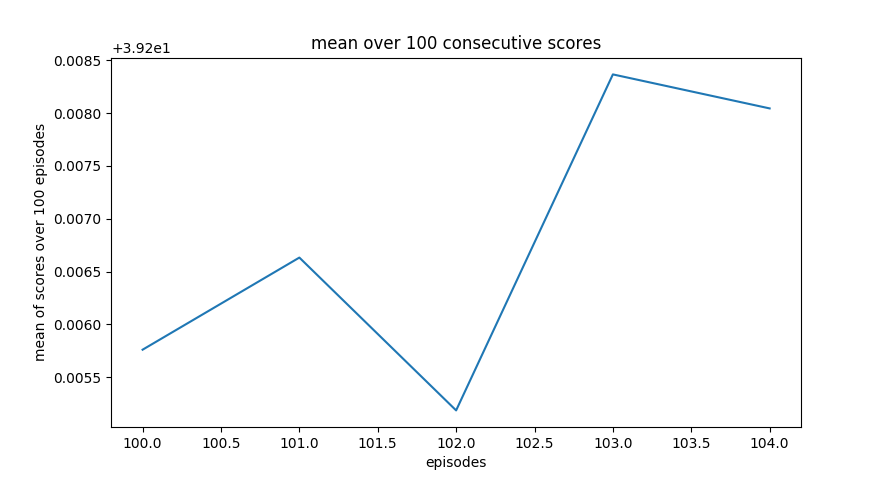 mean over 100 consecutive scores
+3.92e1
0.0085
0.0080
0.0075
0.0070
0.0065
0.0060
0.0055
mean of scores over 100 episodes
100.0 100.5 101.0 101.5 102.0 102.5 103.0 103.5 104.0
episodes